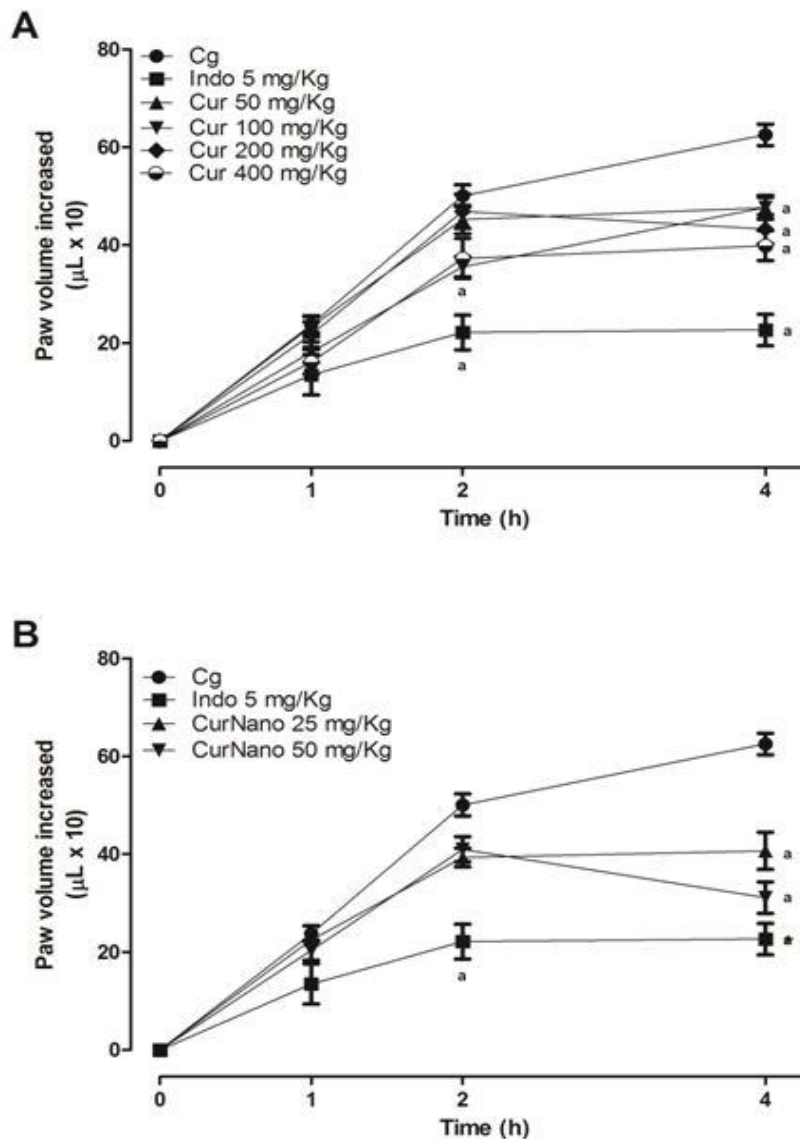 A
80
60
40
20
0
Paw volume increased
(µL x 10)
Cg
Indo 5 mg/Kg
Cur 50 mg/Kg
Cur 100 mg/Kg
Cur 200 mg/Kg
Cur 400 mg/Kg
a
a
a
a
a
a
0 1 2 4
Time (h)
B
80
60
40
20
0
Paw volume increased
(µL x 10)
Cg
Indo 5 mg/Kg
CurNano 25 mg/Kg
CurNano 50 mg/Kg
a
a
a
0 1 2 4
Time (h)